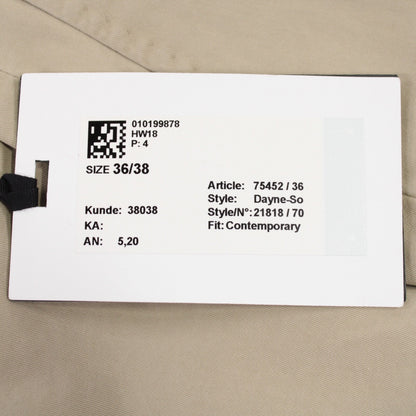 010199878
HW18
P: 4
SIZE 36/38
Article: 75452 / 36
Style: Dayne-So
Kunde: 38038
Style/N°: 21818 / 70
KA:
Fit: Contemporary
AN: 5,20